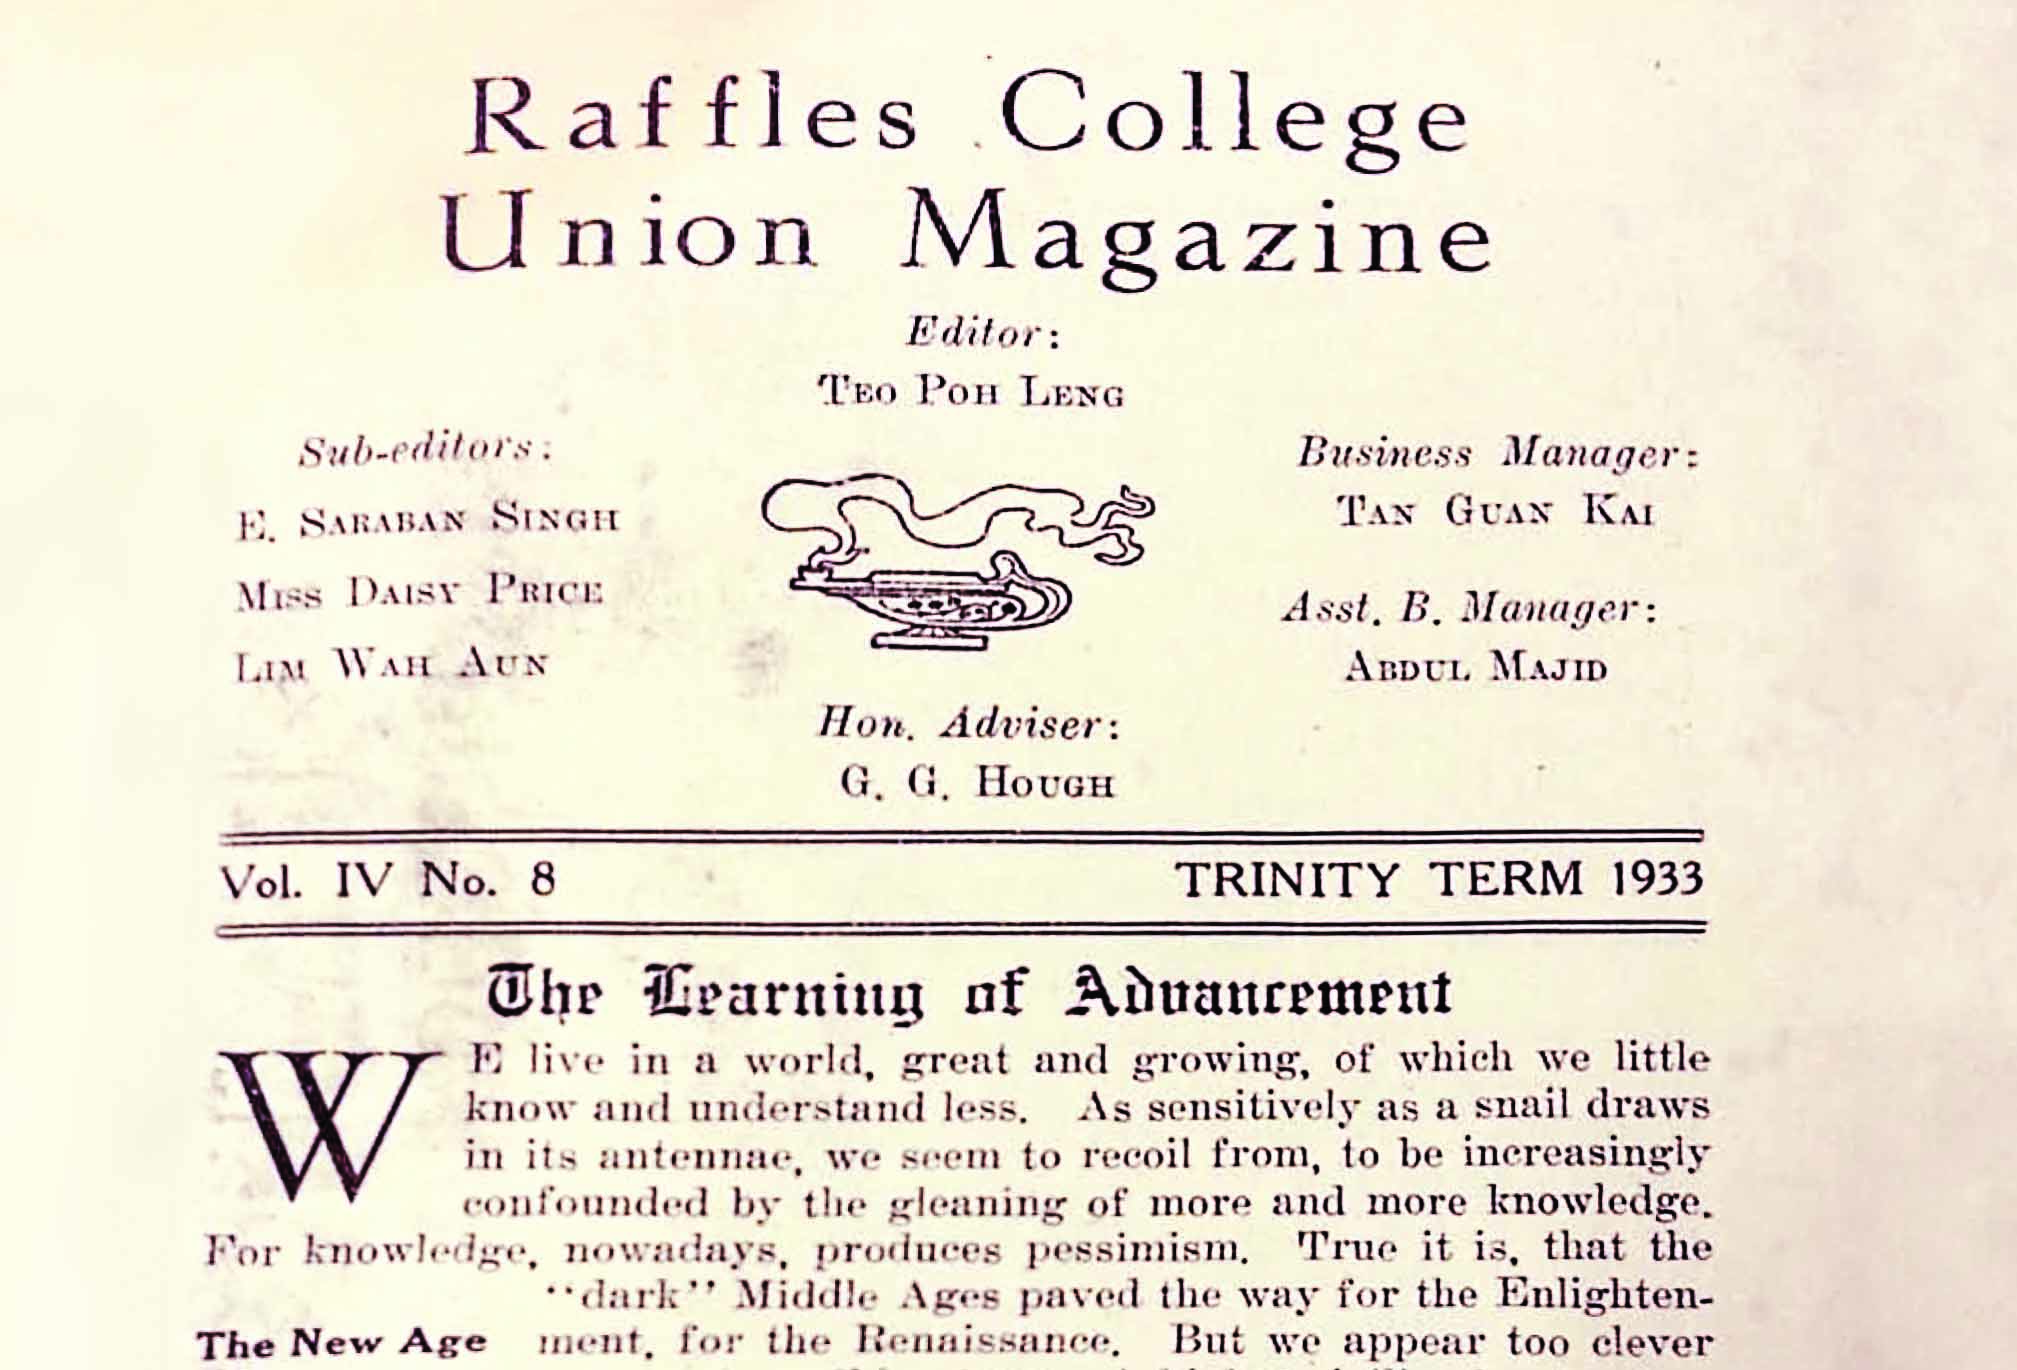 Raffles College
Union Magazine
Editor:
TEO POH LENG
Sub-editors:
E. SARABAN SINGH
MISS DAISY PRICE
LIM WAH AUN
Business Manager:
TAN GUAN KAI
Asst. B. Manager:
ABDUL MAJID
Hon. Adviser:
G. G. HOUGH
Vol. IV No. 8 TRINITY TERM 1933
The Learning of Advancement
WE live in a world, great and growing, of which we little
know and understand less. As sensitively as a snail draws
in its antennae, we seem to recoil from, to be increasingly
confounded by the gleaning of more and more knowledge.
For knowledge, nowadays, produces pessimism. True it is, that the
"dark" Middle Ages paved the way for the Enlighten-
The New Age ment, for the Renaissance. But we appear too clever